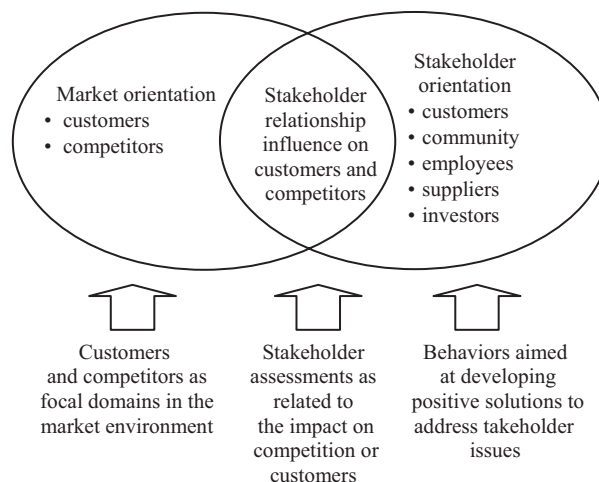 Market orientation
• customers
• competitors
Stakeholder
relationship
influence on
customers and
competitors
Stakeholder
orientation
• customers
• community
• employees
• suppliers
• investors
Customers
and competitors as
focal domains in the
market environment
Stakeholder
assessments as
related to
the impact on
competition or
customers
Behaviors aimed
at developing
positive solutions to
address takeholder
issues